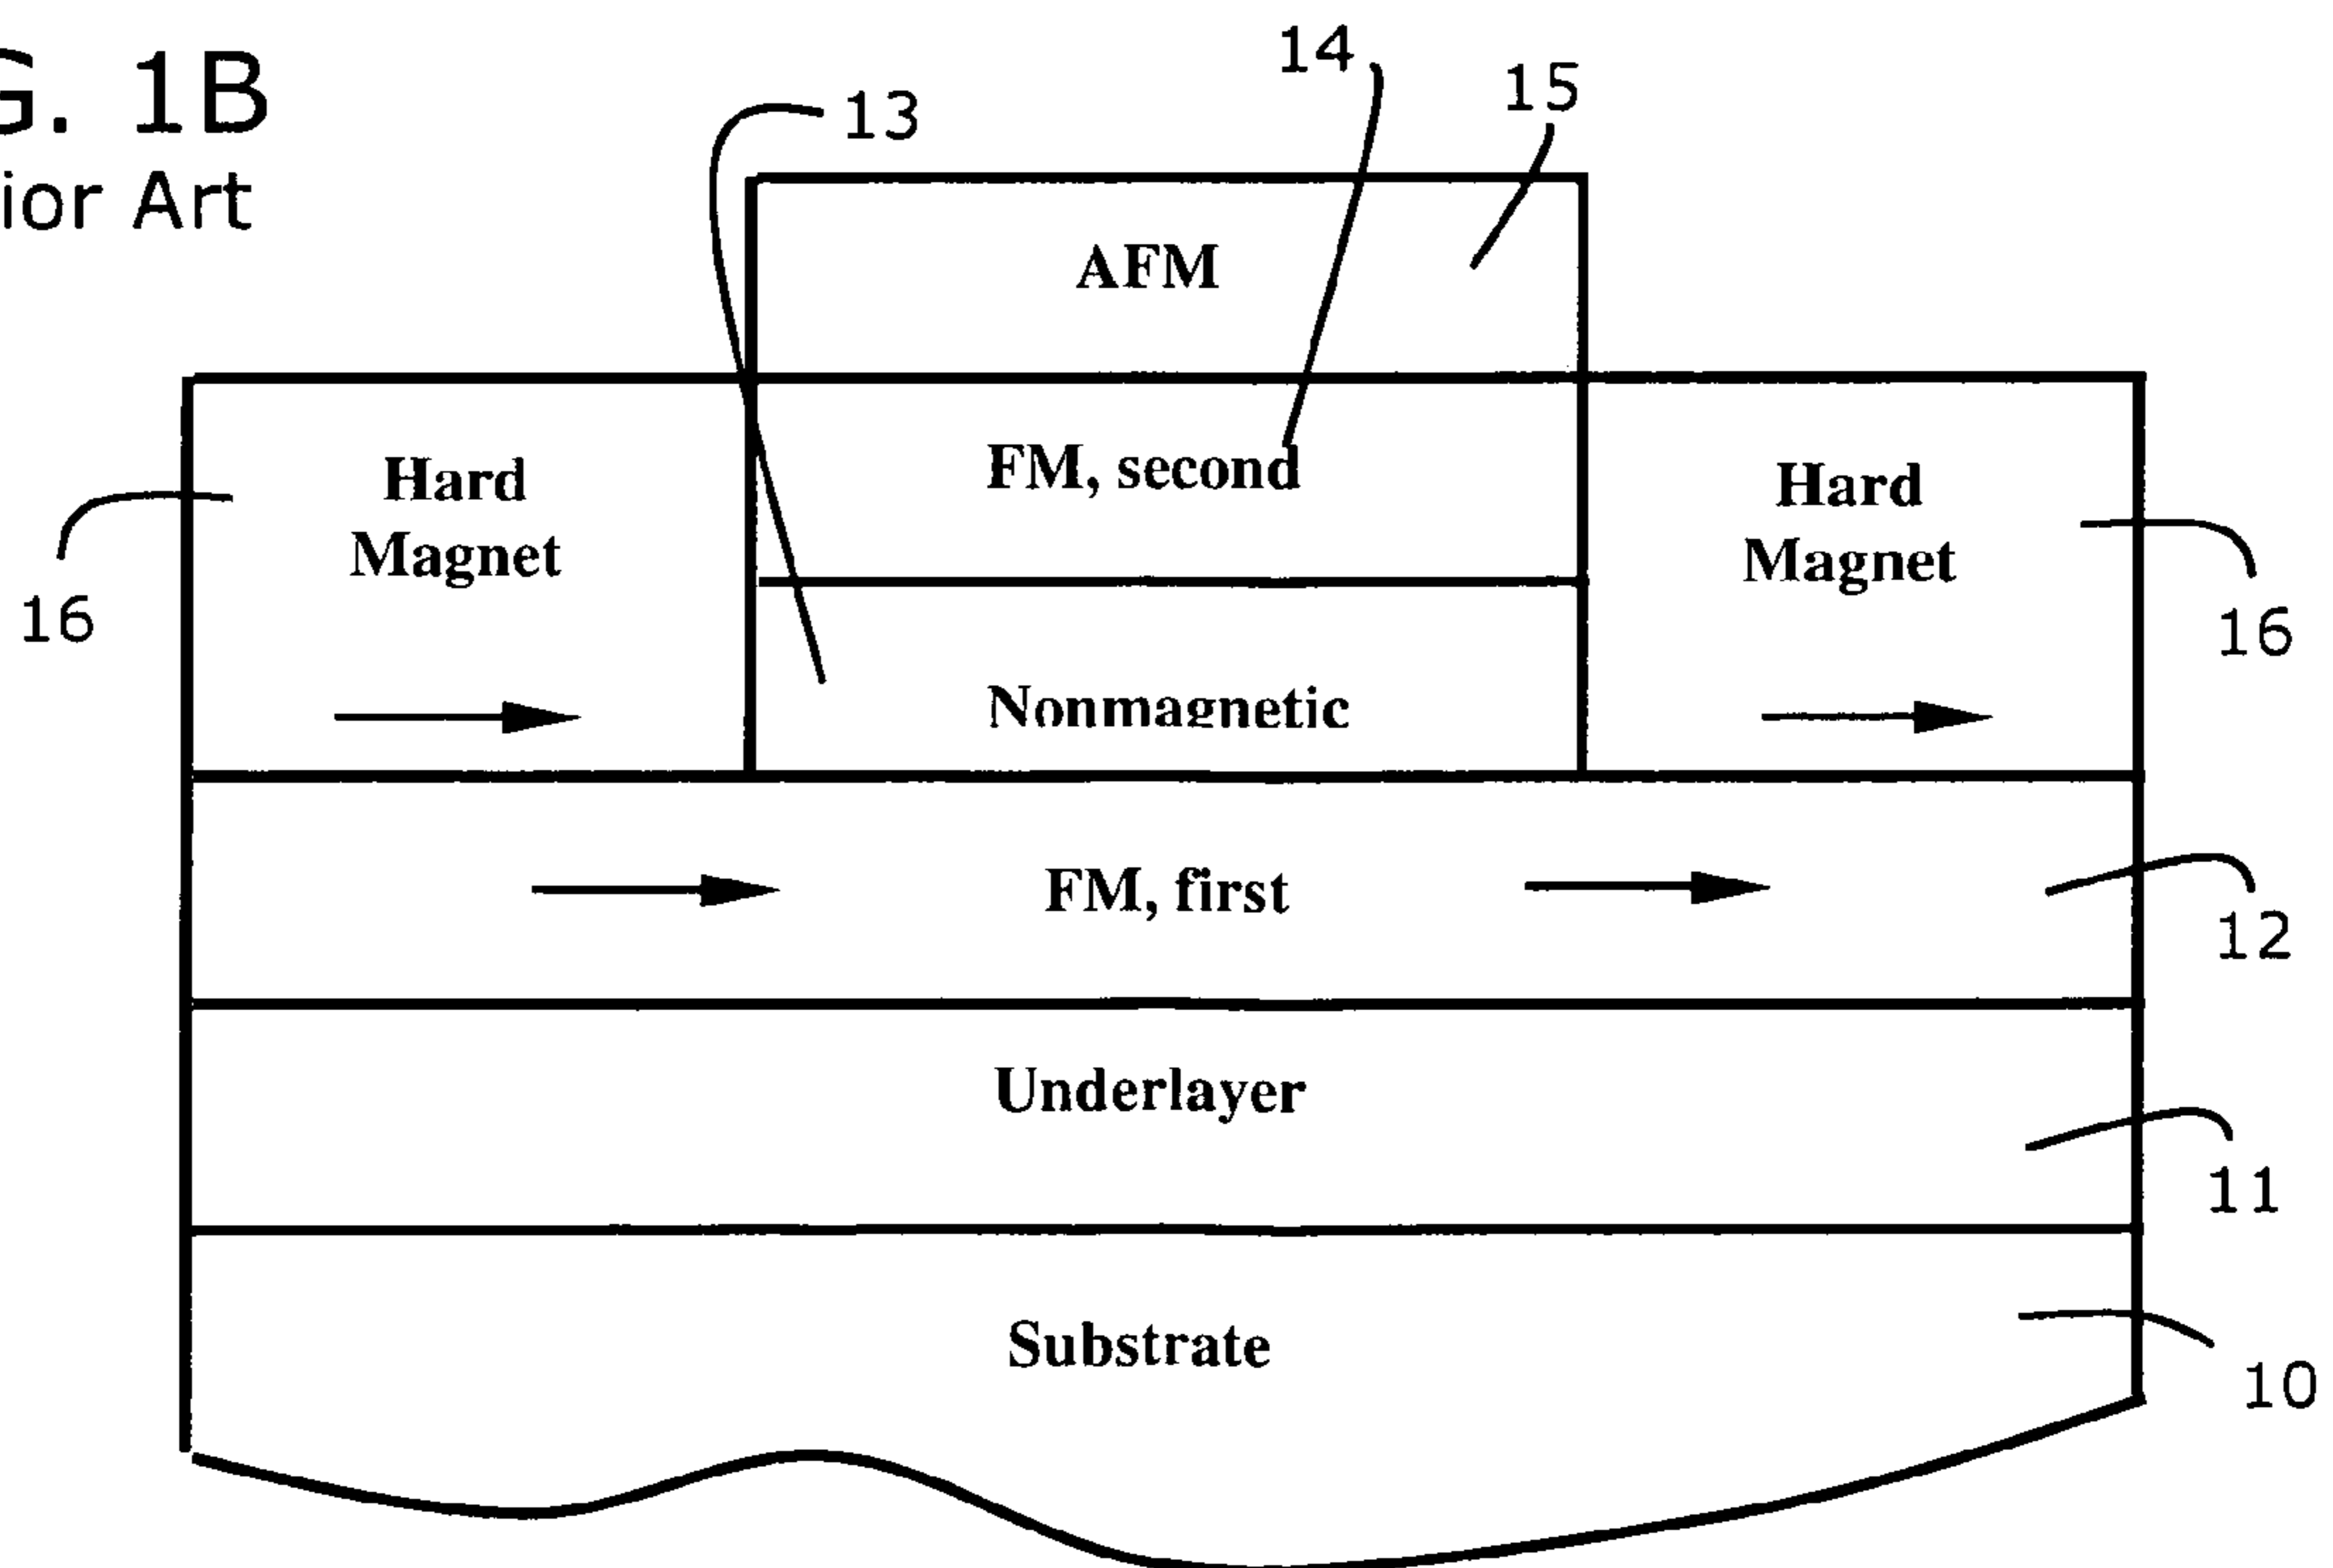 G. 1B
ior Art
14
15
13
AFM
Hard
Magnet
FM, second
Hard
Magnet
16
16
Nonmagnetic
FM, first
12
Underlayer
11
Substrate
10